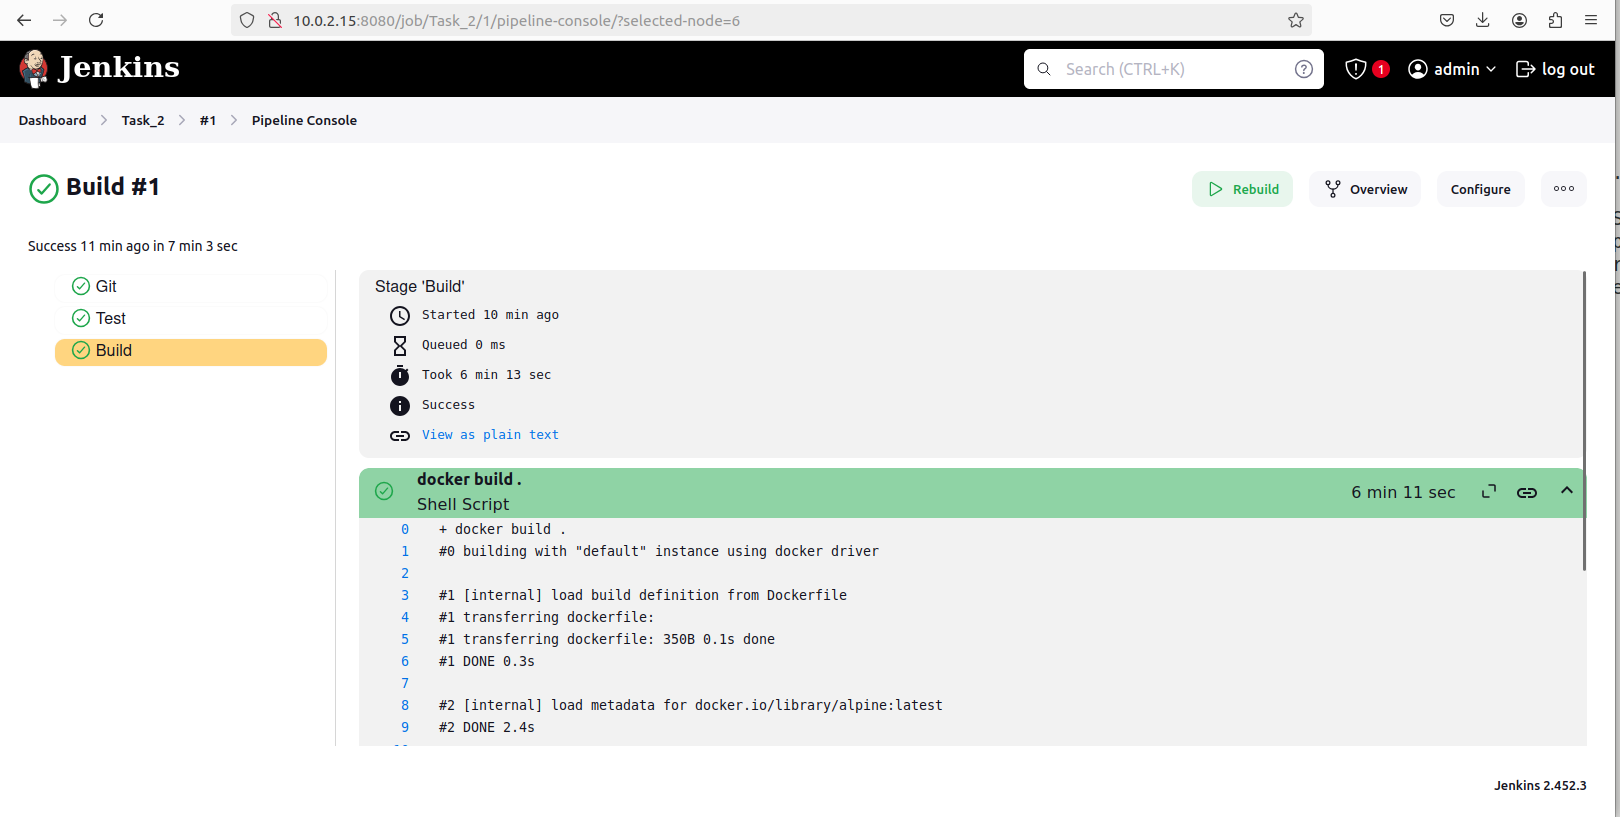 10.0.2.15:8080/job/Task_2/1/pipeline-console/?selected-node=6
Jenkins
Search (CTRL+K)
?
1
admin
log out
Dashboard
Task_2
#1
Pipeline Console
Build #1
Rebuild
Overview
Configure
Success 11 min ago in 7 min 3 sec
Git
Test
Build
Stage 'Build'
Started 10 min ago
Queued 0 ms
Took 6 min 13 sec
Success
View as plain text
docker build .
Shell Script
6 min 11 sec
0 + docker build .
1 #0 building with "default" instance using docker driver
2
3 #1 [internal] load build definition from Dockerfile
4 #1 transferring dockerfile:
5 #1 transferring dockerfile: 350B 0.1s done
6 #1 DONE 0.3s
7
8 #2 [internal] load metadata for docker.io/library/alpine:latest
9 #2 DONE 2.4s
Jenkins 2.452.3